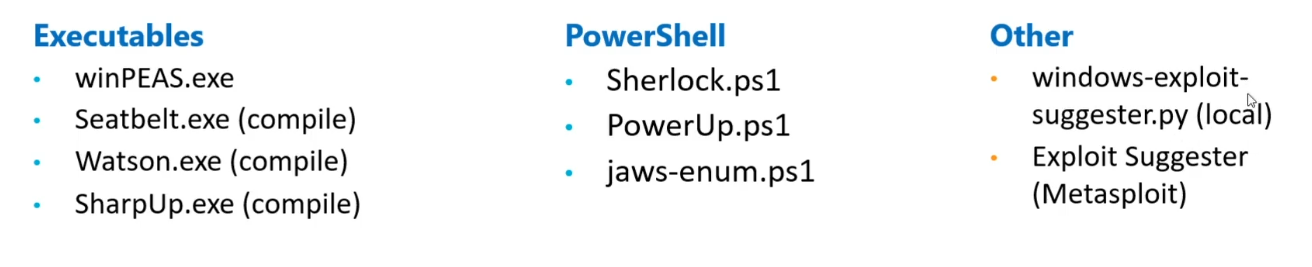 Executables
winPEAS.exe
Seatbelt.exe (compile)
Watson.exe (compile)
SharpUp.exe (compile)
PowerShell
Sherlock.ps1
PowerUp.ps1
jaws-enum.ps1
Other
windows-exploit-
suggester.py (local)
Exploit Suggester
(Metasploit)